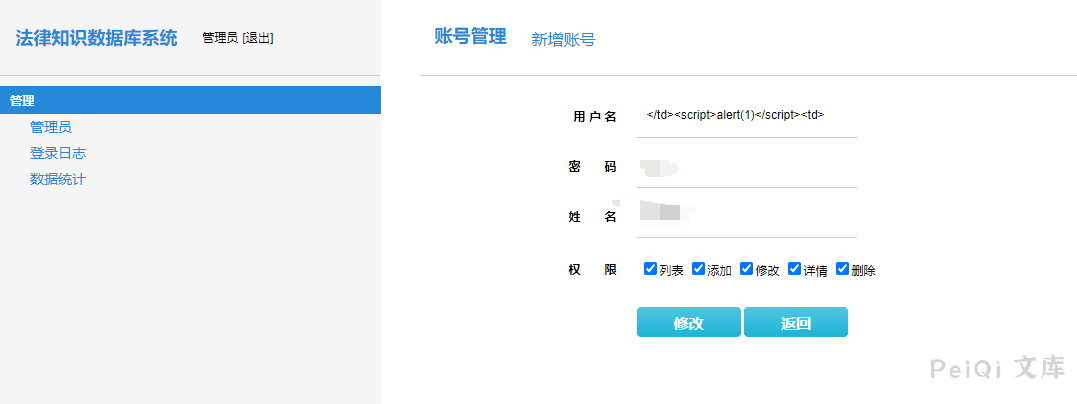 法律知识数据库系统 管理员 [退出]
管理
管理员
登录日志
数据统计
账号管理 新增账号
用 户 名 </td><script>alert(1)</script><td>
密 码
姓 名
权 限 列表 添加 修改 详情 删除
修改 返回
PeiQi 文库